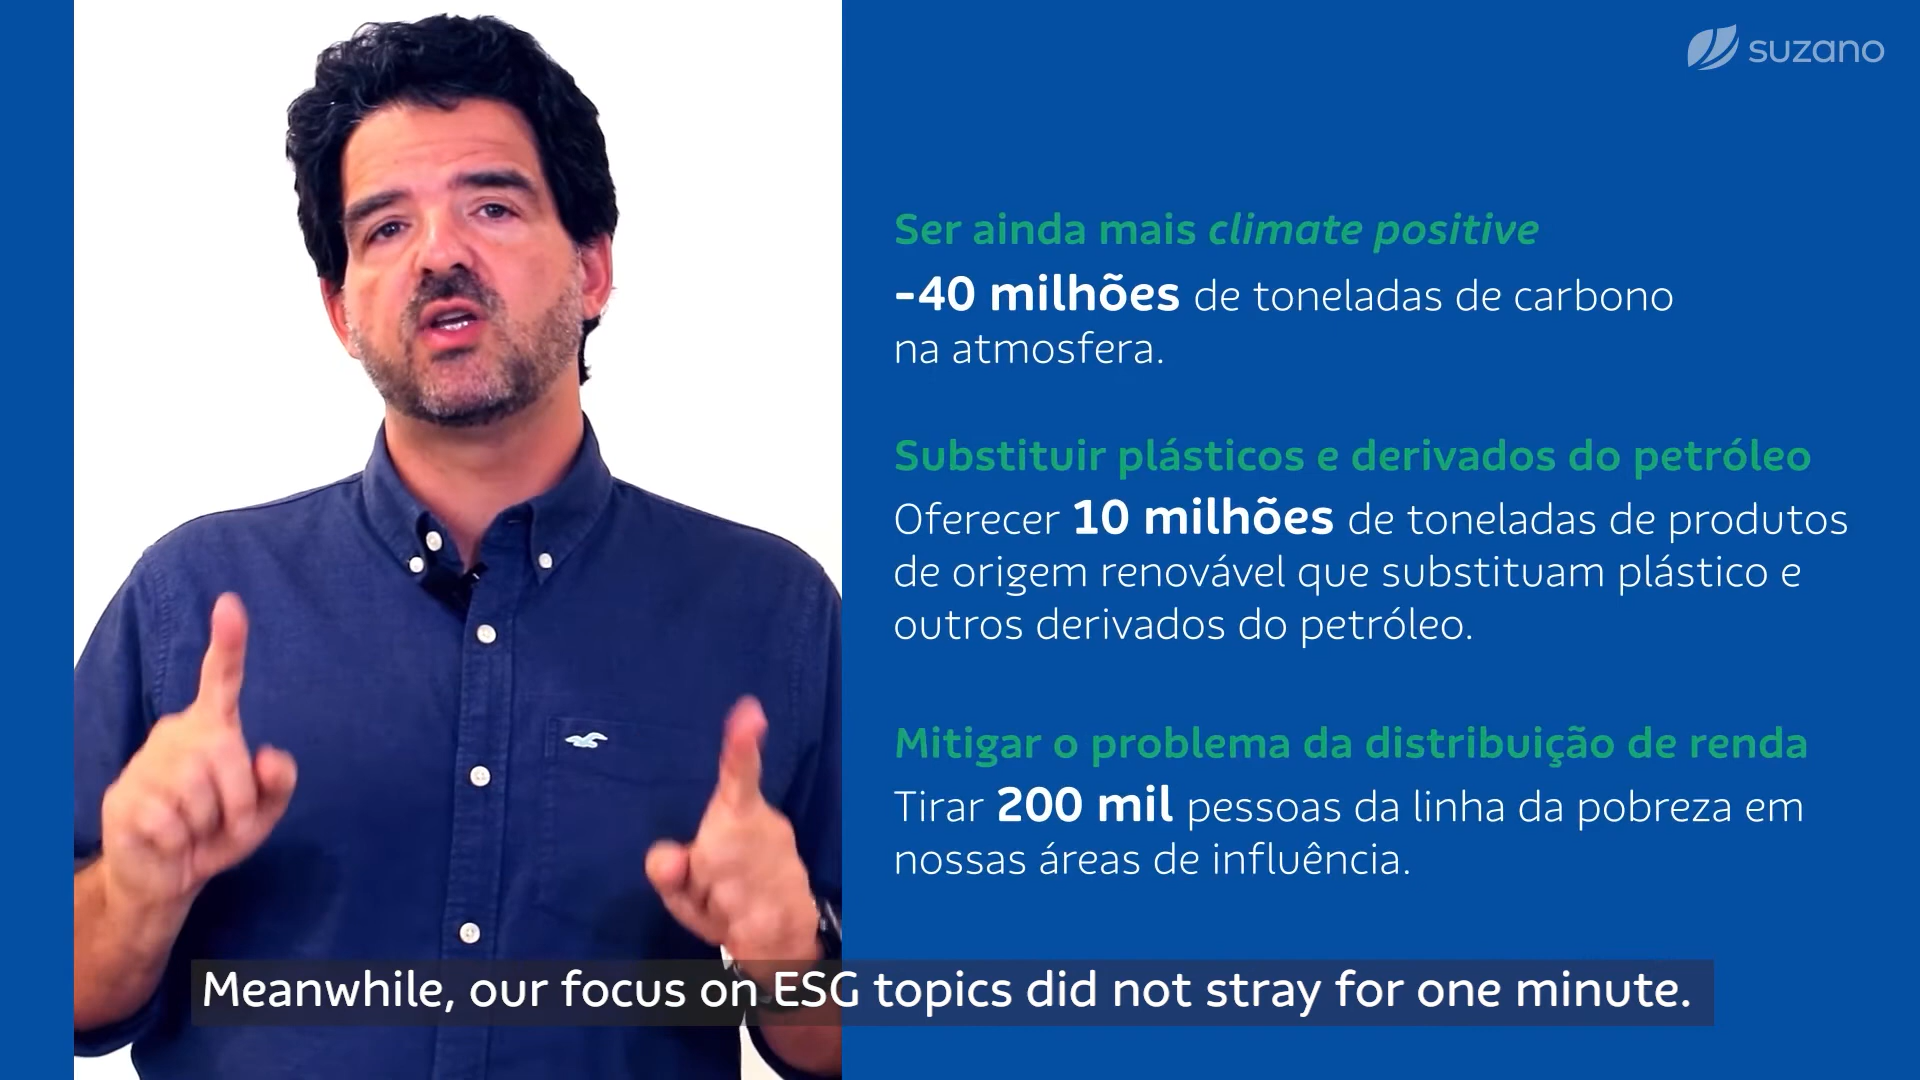 suzano
Ser ainda mais climate positive
-40 milhões de toneladas de carbono
na atmosfera.
Substituir plásticos e derivados do petróleo
Oferecer 10 milhões de toneladas de produtos
de origem renovável que substituam plástico e
outros derivados do petróleo.
Mitigar o problema da distribuição de renda
Tirar 200 mil pessoas da linha da pobreza em
nossas áreas de influência.
Meanwhile, our focus on ESG topics did not stray for one minute.